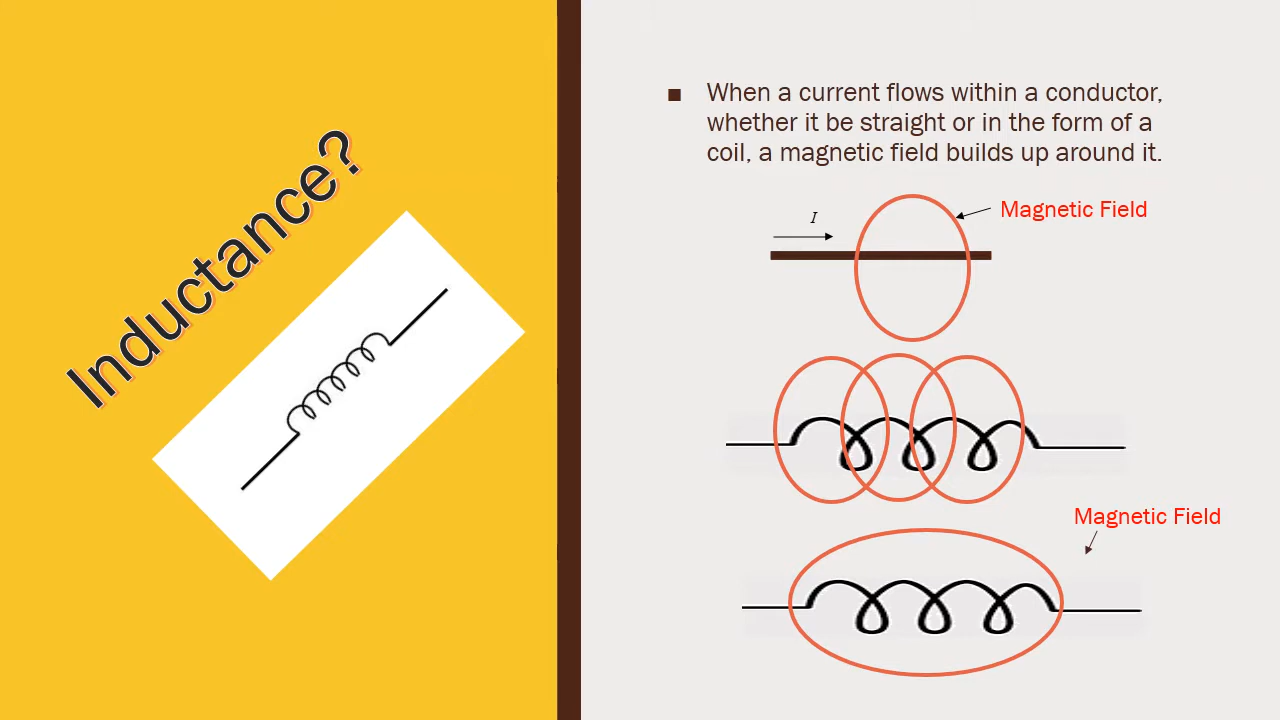 Inductance?
■ When a current flows within a conductor,
whether it be straight or in the form of a
coil, a magnetic field builds up around it.
I
Magnetic Field
Magnetic Field